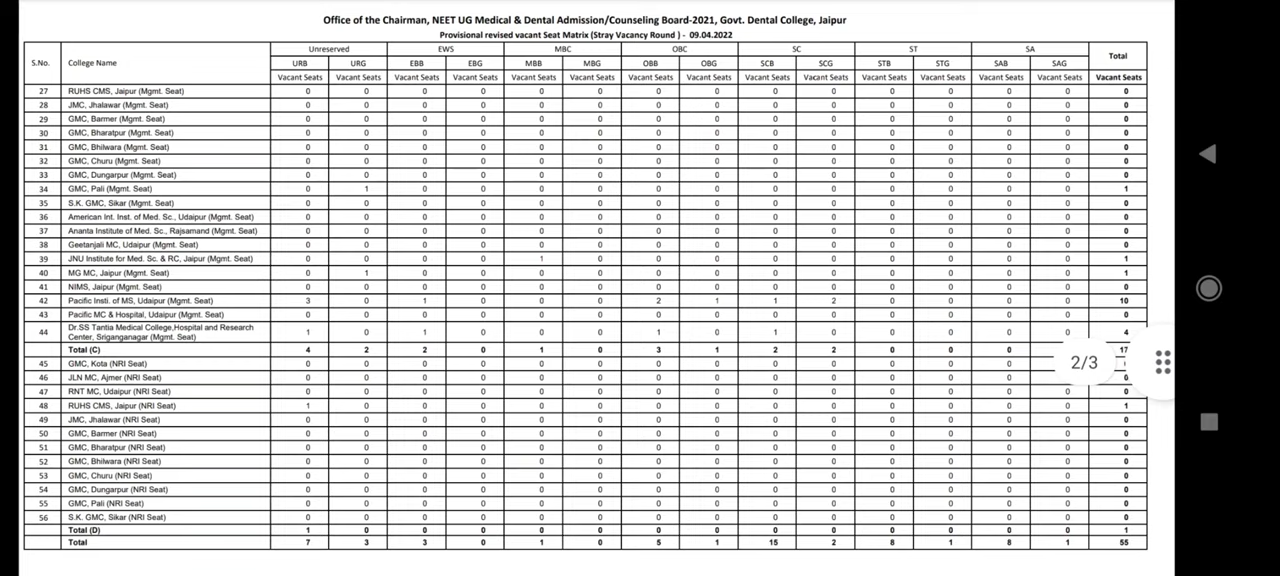 Office of the Chairman, NEET UG Medical & Dental Admission/Counseling Board-2021, Govt. Dental College, Jaipur
Provisional revised vacant Seat Matrix (Stray Vacancy Round ) - 09.04.2022
S.No. College Name Unreserved EWS MBC OBC SC ST SA Total
URB URG EBB EBG MBB MBG OBB OBG SCB SCG STB STG SAB SAG
Vacant Seats Vacant Seats Vacant Seats Vacant Seats Vacant Seats Vacant Seats Vacant Seats Vacant Seats Vacant Seats Vacant Seats Vacant Seats Vacant Seats Vacant Seats Vacant Seats Vacant Seats
27 RUHS CMS, Jaipur (Mgmt. Seat) 0 0 0 0 0 0 0 0 0 0 0 0 0 0 0
28 JMC, Jhalawar (Mgmt. Seat) 0 0 0 0 0 0 0 0 0 0 0 0 0 0 0
29 GMC, Barmer (Mgmt. Seat) 0 0 0 0 0 0 0 0 0 0 0 0 0 0 0
30 GMC, Bharatpur (Mgmt. Seat) 0 0 0 0 0 0 0 0 0 0 0 0 0 0 0
31 GMC, Bhilwara (Mgmt. Seat) 0 0 0 0 0 0 0 0 0 0 0 0 0 0 0
32 GMC, Churu (Mgmt. Seat) 0 0 0 0 0 0 0 0 0 0 0 0 0 0 0
33 GMC, Dungarpur (Mgmt. Seat) 0 0 0 0 0 0 0 0 0 0 0 0 0 0 0
34 GMC, Pali (Mgmt. Seat) 0 1 0 0 0 0 0 0 0 0 0 0 0 0 1
35 S.K. GMC, Sikar (Mgmt. Seat) 0 0 0 0 0 0 0 0 0 0 0 0 0 0 0
36 American Int. Inst. of Med. Sc., Udaipur (Mgmt. Seat) 0 0 0 0 0 0 0 0 0 0 0 0 0 0 0
37 Ananta Institute of Med. Sc., Rajsamand (Mgmt. Seat) 0 0 0 0 0 0 0 0 0 0 0 0 0 0 0
38 Geetanjali MC, Udaipur (Mgmt. Seat) 0 0 0 0 0 0 0 0 0 0 0 0 0 0 0
39 JNU Institute for Med. Sc. & RC, Jaipur (Mgmt. Seat) 0 0 0 0 1 0 0 0 0 0 0 0 0 0 1
40 MG MC, Jaipur (Mgmt. Seat) 0 1 0 0 0 0 0 0 0 0 0 0 0 0 1
41 NIMS, Jaipur (Mgmt. Seat) 0 0 0 0 0 0 0 0 0 0 0 0 0 0 0
42 Pacific Insti. of MS, Udaipur (Mgmt. Seat) 3 0 1 0 0 0 2 1 1 2 0 0 0 0 10
43 Pacific MC & Hospital, Udaipur (Mgmt. Seat) 0 0 0 0 0 0 0 0 0 0 0 0 0 0 0
44 Dr.SS Tantia Medical College,Hospital and Research
Center, Sriganganagar (Mgmt. Seat) 1 0 1 0 0 0 1 0 1 0 0 0 0 0 4
Total (C) 4 2 2 0 1 0 3 1 2 2 0 0 0 17
45 GMC, Kota (NRI Seat) 0 0 0 0 0 0 0 0 0 0 0 0 0
46 JLN MC, Ajmer (NRI Seat) 0 0 0 0 0 0 0 0 0 0 0 0 0 0
47 RNT MC, Udaipur (NRI Seat) 0 0 0 0 0 0 0 0 0 0 0 0 0 0 0
48 RUHS CMS, Jaipur (NRI Seat) 1 0 0 0 0 0 0 0 0 0 0 0 0 0 1
49 JMC, Jhalawar (NRI Seat) 0 0 0 0 0 0 0 0 0 0 0 0 0 0 0
50 GMC, Barmer (NRI Seat) 0 0 0 0 0 0 0 0 0 0 0 0 0 0 0
51 GMC, Bharatpur (NRI Seat) 0 0 0 0 0 0 0 0 0 0 0 0 0 0 0
52 GMC, Bhilwara (NRI Seat) 0 0 0 0 0 0 0 0 0 0 0 0 0 0 0
53 GMC, Churu (NRI Seat) 0 0 0 0 0 0 0 0 0 0 0 0 0 0 0
54 GMC, Dungarpur (NRI Seat) 0 0 0 0 0 0 0 0 0 0 0 0 0 0 0
55 GMC, Pali (NRI Seat) 0 0 0 0 0 0 0 0 0 0 0 0 0 0 0
56 S.K. GMC, Sikar (NRI Seat) 0 0 0 0 0 0 0 0 0 0 0 0 0 0 0
Total (D) 1 0 0 0 0 0 0 0 0 0 0 0 0 0 1
Total 7 3 3 0 1 0 5 1 15 2 8 1 8 1 55
2/3